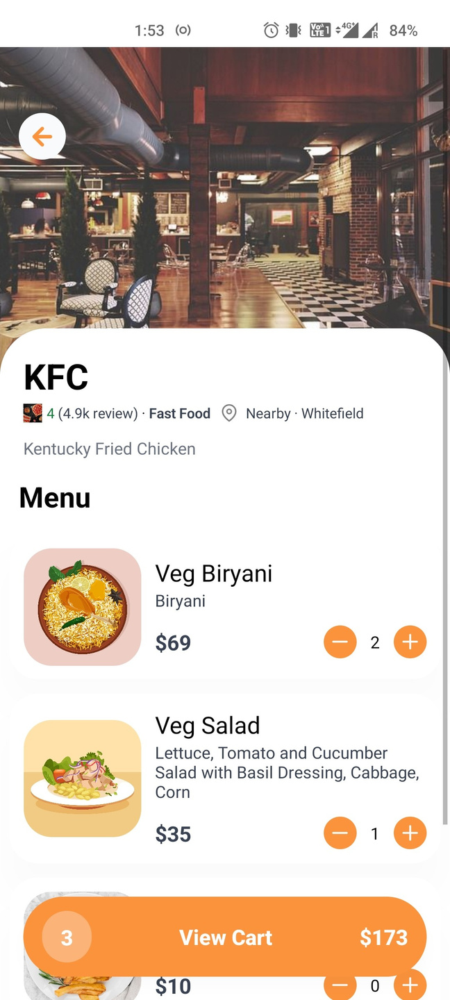 1:53 4G+ 84%
Vo))
LTE 1
R
KFC
4 (4.9k review) · Fast Food Nearby · Whitefield
Kentucky Fried Chicken
Menu
Veg Biryani
Biryani
$69 2
Veg Salad
Lettuce, Tomato and Cucumber
Salad with Basil Dressing, Cabbage,
Corn
$35 1
3 View Cart $173
$10 0